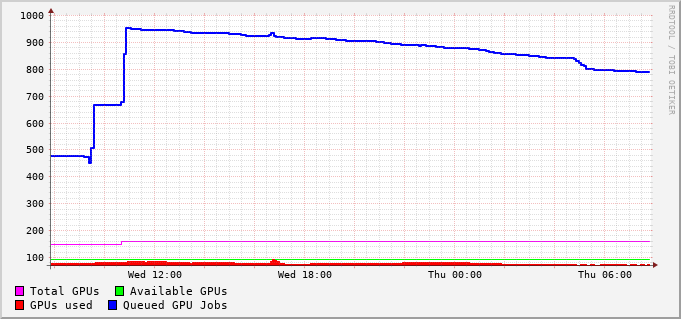 1000
900
800
700
600
500
400
300
200
100
Wed 12:00 Wed 18:00 Thu 00:00 Thu 06:00
Total GPUs Available GPUs
GPUs used Queued GPU Jobs
RRDTOOL / TOBI OETIKER